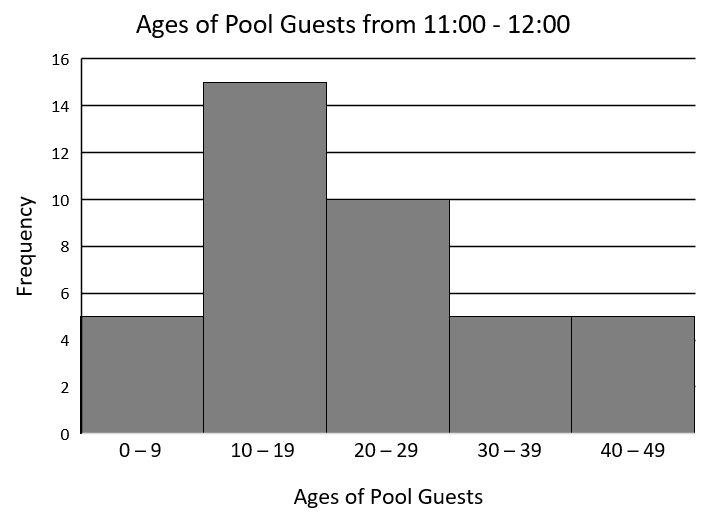 Ages of Pool Guests from 11:00 - 12:00
16
14
12
10
8
6
4
2
0
Frequency
0 – 9
10 – 19
20 – 29
30 – 39
40 – 49
Ages of Pool Guests